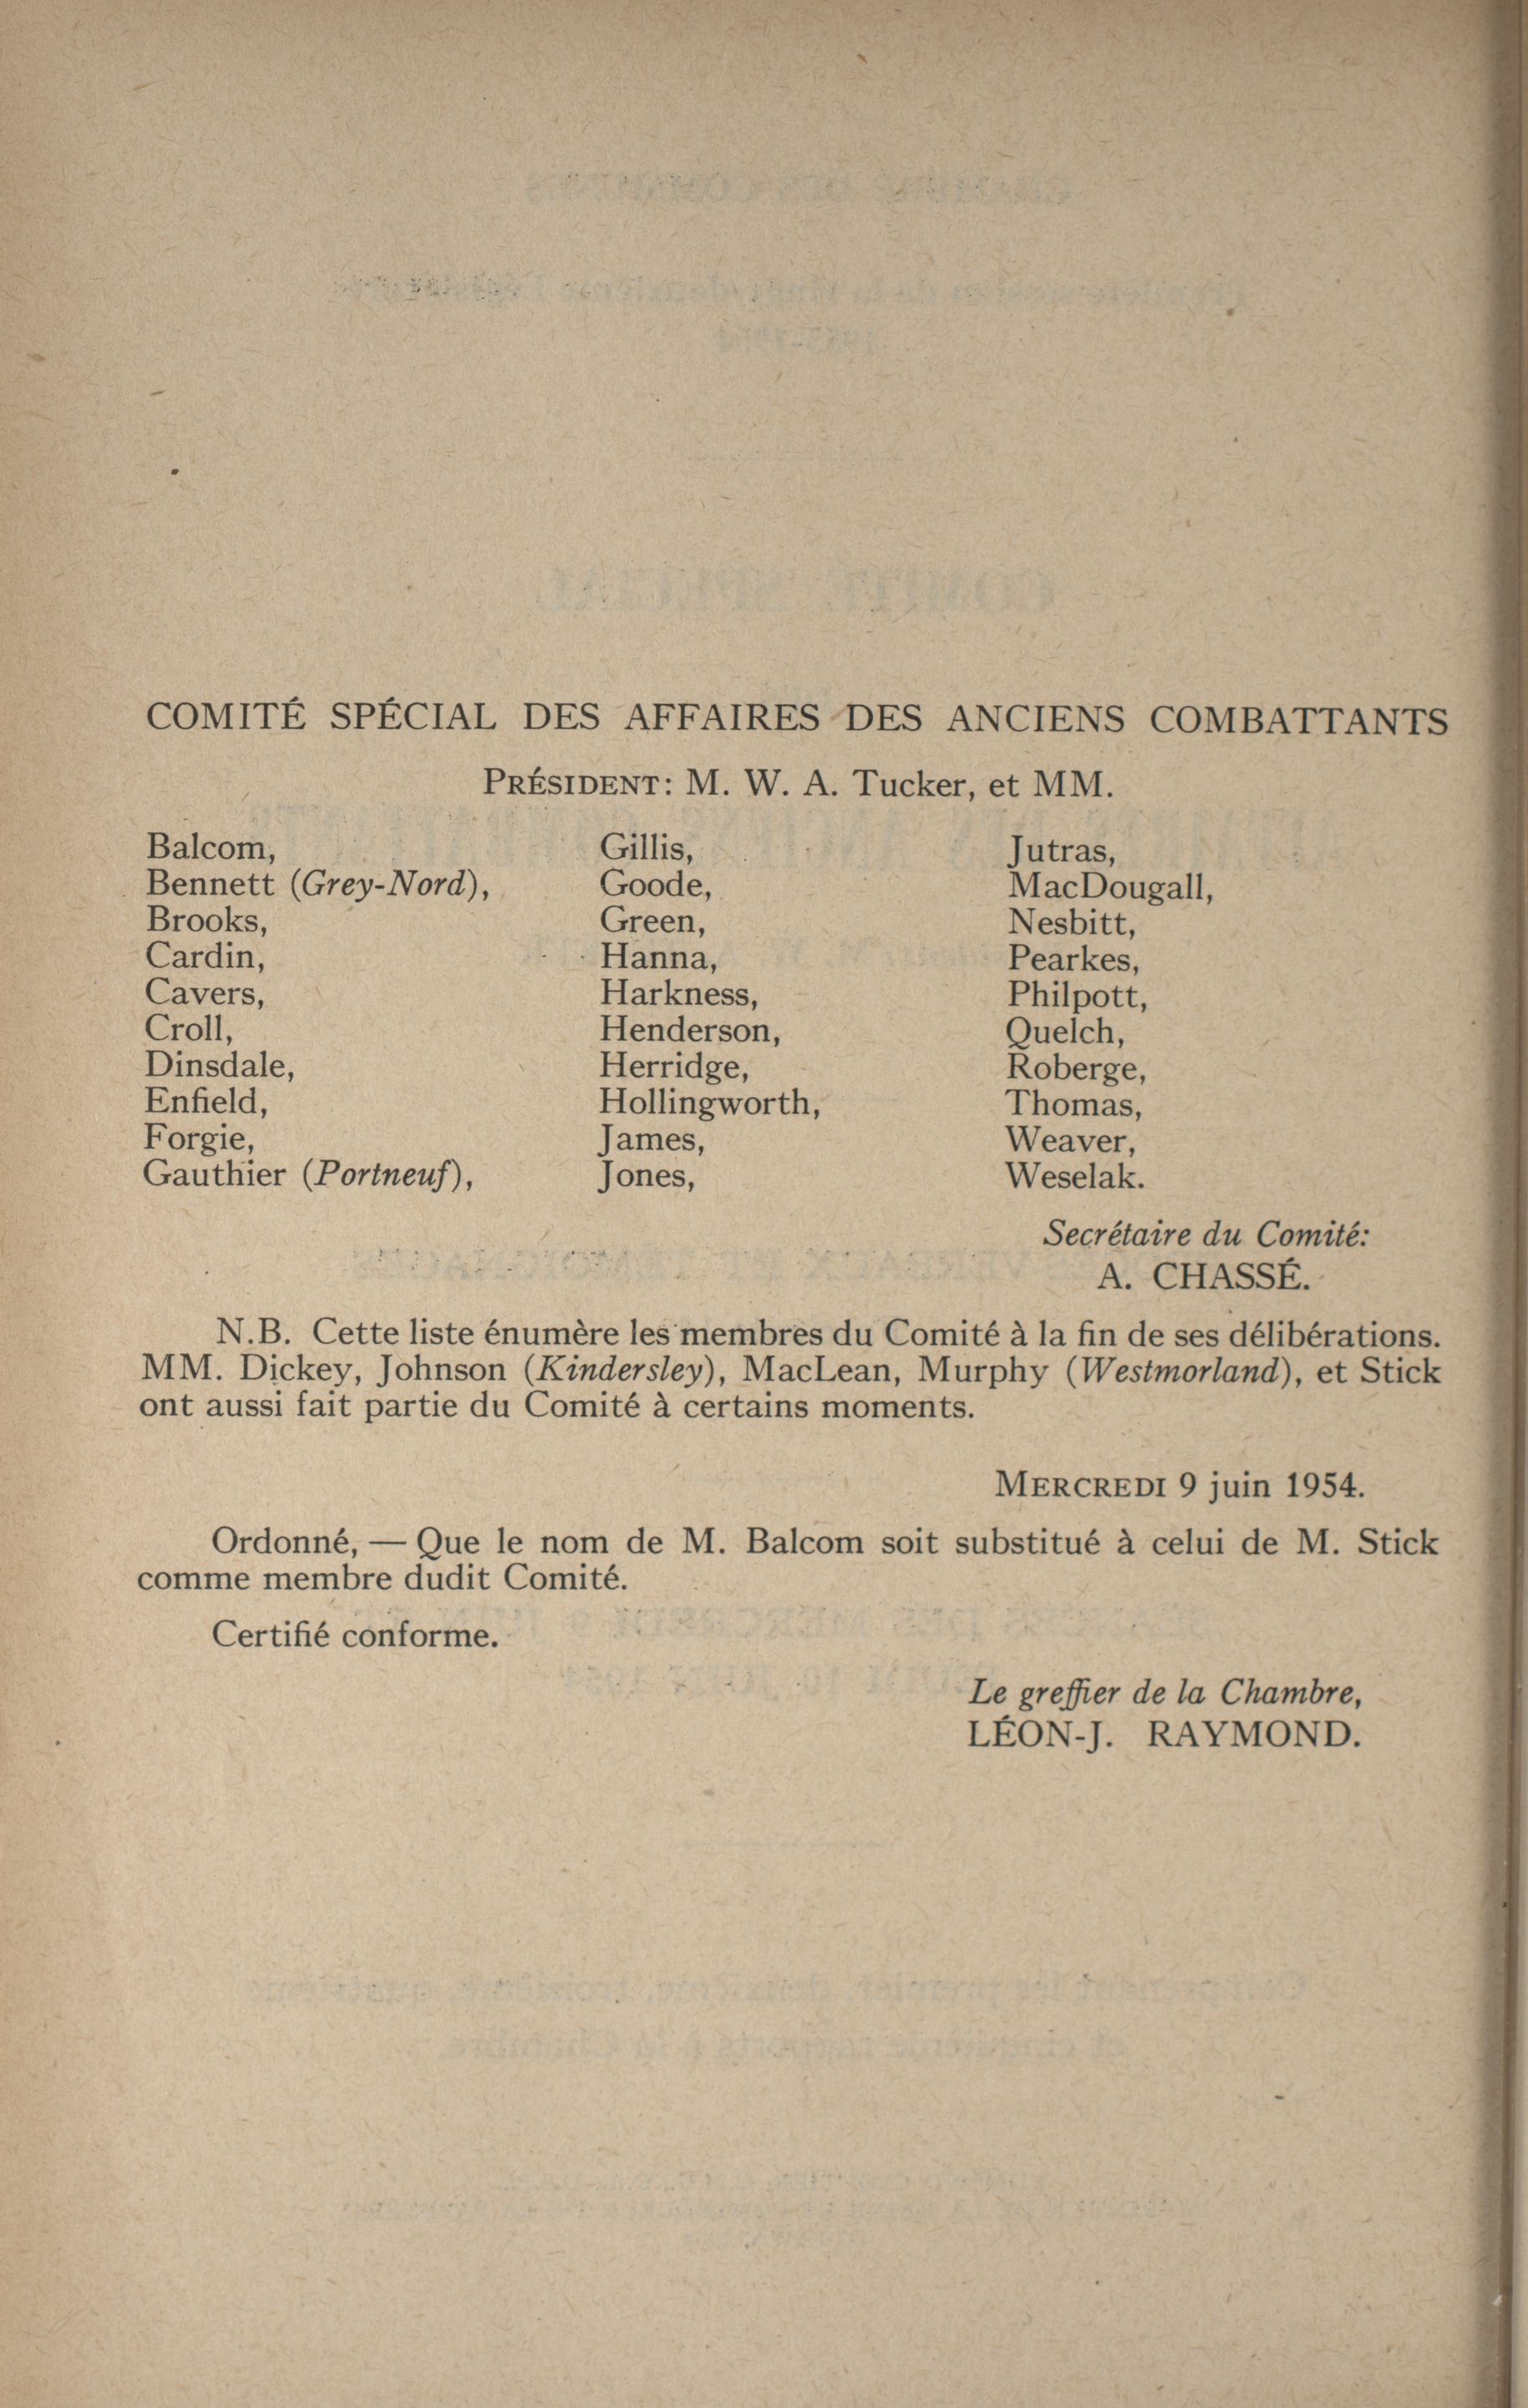 COMITÉ SPÉCIAL DES AFFAIRES DES ANCIENS COMBATTANTS
PRÉSIDENT: M. W. A. Tucker, et MM.
Balcom,
Bennett (Grey-Nord),
Brooks,
Cardin,
Cavers,
Croll,
Dinsdale,
Enfield,
Forgie,
Gauthier (Portneuf),
Gillis,
Goode,
Green,
Hanna,
Harkness,
Henderson,
Herridge,
Hollingworth,
James,
Jones,
Jutras,
MacDougall,
Nesbitt,
Pearkes,
Philpott,
Quelch,
Roberge,
Thomas,
Weaver,
Weselak.
Secrétaire du Comité:
A. CHASSÉ.
N.B. Cette liste énumère les membres du Comité à la fin de ses délibérations.
MM. Dickey, Johnson (Kindersley), MacLean, Murphy (Westmorland), et Stick
ont aussi fait partie du Comité à certains moments.
MERCREDI 9 juin 1954.
Ordonné, — Que le nom de M. Balcom soit substitué à celui de M. Stick
comme membre dudit Comité.
Certifié conforme.
Le greffier de la Chambre,
LÉON-J. RAYMOND.